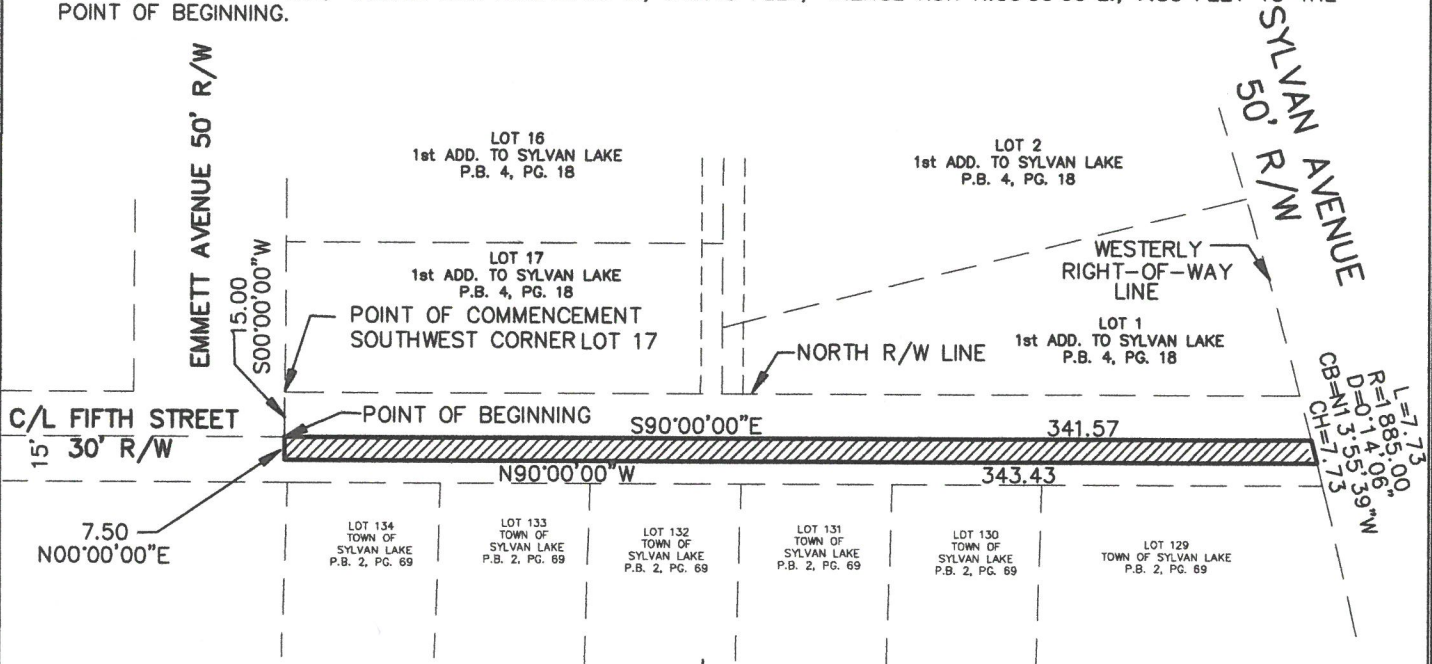 POINT OF BEGINNING.
EMMETT AVENUE 50' R/W
SYLVAN AVENUE
50' R/W
LOT 16
1st ADD. TO SYLVAN LAKE
P.B. 4, PG. 18
LOT 2
1st ADD. TO SYLVAN LAKE
P.B. 4, PG. 18
LOT 17
1st ADD. TO SYLVAN LAKE
P.B. 4, PG. 18
WESTERLY
RIGHT-OF-WAY
LINE
15.00
S00°00'00"W
POINT OF COMMENCEMENT
SOUTHWEST CORNER LOT 17
NORTH R/W LINE
LOT 1
1st ADD. TO SYLVAN LAKE
P.B. 4, PG. 18
L=7.73
R=1885.00
D=0°14'06"
CB=N13°55'39"W
CH=7.73
C/L FIFTH STREET
15' 30' R/W
POINT OF BEGINNING
S90°00'00"E 341.57
N90°00'00"W 343.43
7.50
N00°00'00"E
LOT 134
TOWN OF
SYLVAN LAKE
P.B. 2, PG. 69
LOT 133
TOWN OF
SYLVAN LAKE
P.B. 2, PG. 69
LOT 132
TOWN OF
SYLVAN LAKE
P.B. 2, PG. 69
LOT 131
TOWN OF
SYLVAN LAKE
P.B. 2, PG. 69
LOT 130
TOWN OF
SYLVAN LAKE
P.B. 2, PG. 69
LOT 129
TOWN OF SYLVAN LAKE
P.B. 2, PG. 69